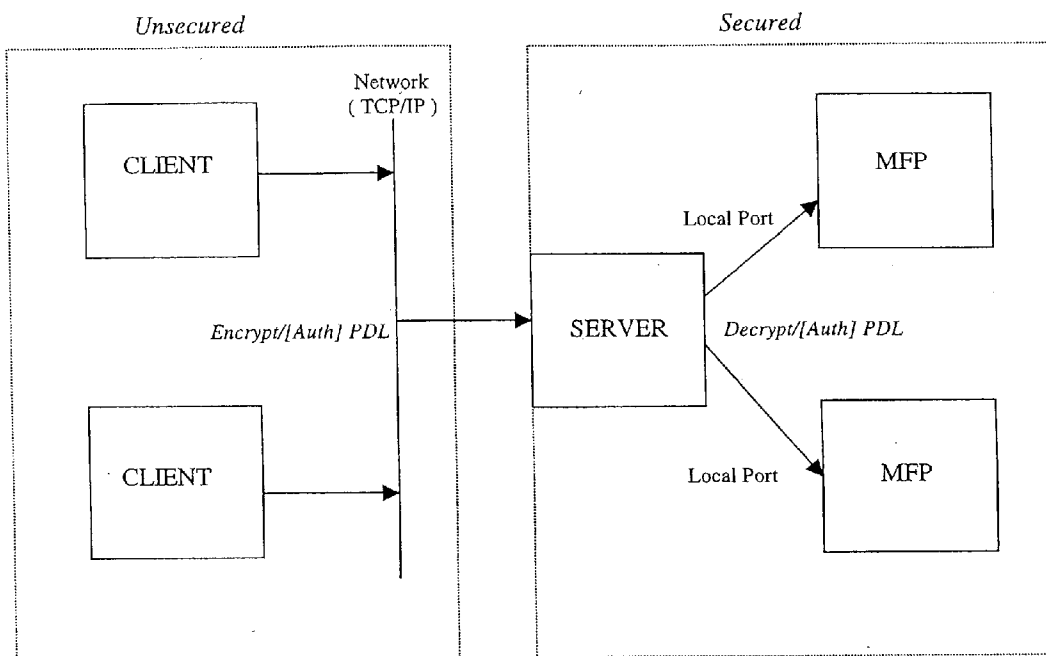 Unsecured
Secured
Network
( TCP/IP )
CLIENT
MFP
Local Port
Encrypt/[Auth] PDL
SERVER
Decrypt/[Auth] PDL
CLIENT
Local Port
MFP